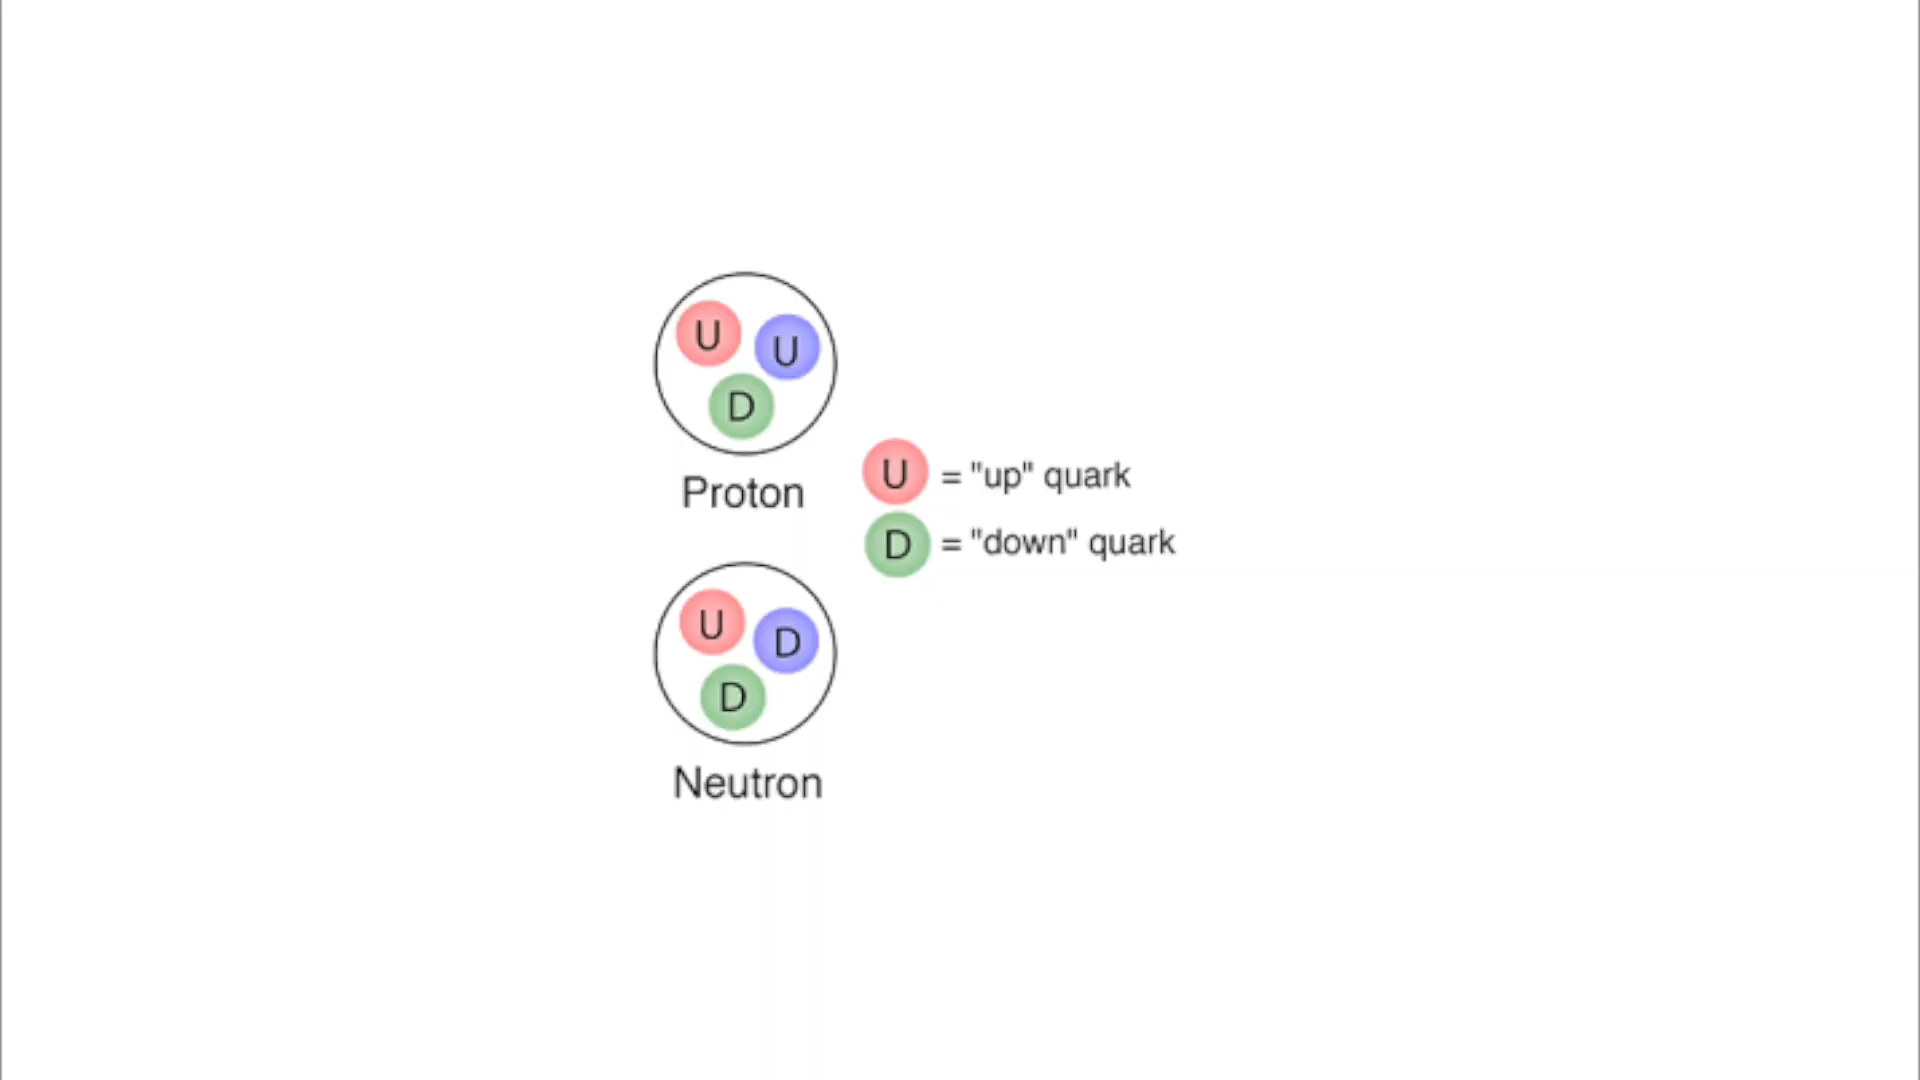 U U
D
Proton
U = "up" quark
D = "down" quark
U D
D
Neutron